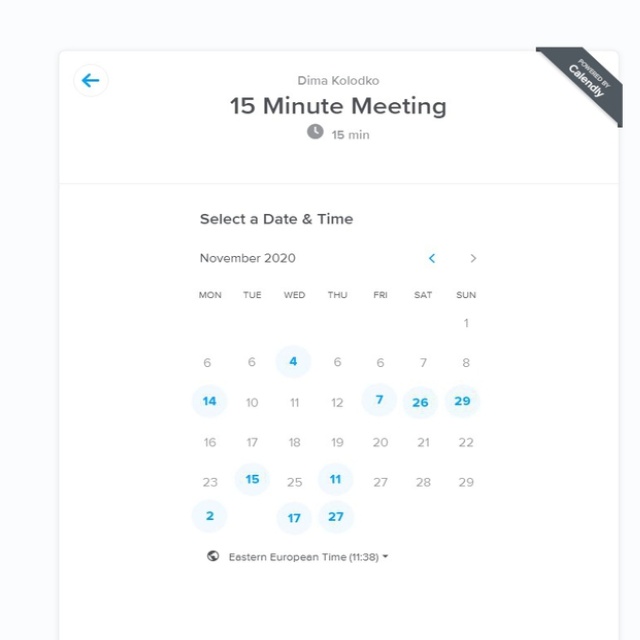 POWERED BY
Calendly
Dima Kolodko
15 Minute Meeting
15 min
Select a Date & Time
November 2020
MON TUE WED THU FRI SAT SUN
1
6 6 4 6 6 7 8
14 10 11 12 7 26 29
16 17 18 19 20 21 22
23 15 25 11 27 28 29
2 17 27
Eastern European Time (11:38)